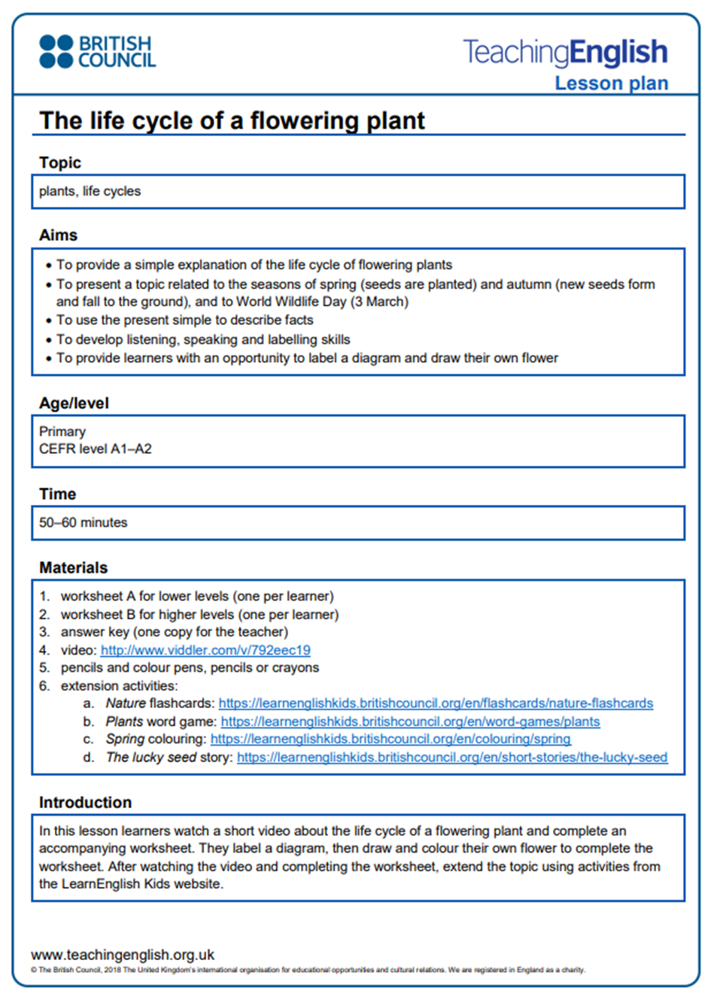 BRITISH
COUNCIL
TeachingEnglish
Lesson plan
The life cycle of a flowering plant
Topic
plants, life cycles
Aims
• To provide a simple explanation of the life cycle of flowering plants
• To present a topic related to the seasons of spring (seeds are planted) and autumn (new seeds form
and fall to the ground), and to World Wildlife Day (3 March)
• To use the present simple to describe facts
• To develop listening, speaking and labelling skills
• To provide learners with an opportunity to label a diagram and draw their own flower
Age/level
Primary
CEFR level A1–A2
Time
50–60 minutes
Materials
1. worksheet A for lower levels (one per learner)
2. worksheet B for higher levels (one per learner)
3. answer key (one copy for the teacher)
4. video: http://www.viddler.com/v/792eec19
5. pencils and colour pens, pencils or crayons
6. extension activities:
a. Nature flashcards: https://learnenglishkids.britishcouncil.org/en/flashcards/nature-flashcards
b. Plants word game: https://learnenglishkids.britishcouncil.org/en/word-games/plants
c. Spring colouring: https://learnenglishkids.britishcouncil.org/en/colouring/spring
d. The lucky seed story: https://learnenglishkids.britishcouncil.org/en/short-stories/the-lucky-seed
Introduction
In this lesson learners watch a short video about the life cycle of a flowering plant and complete an
accompanying worksheet. They label a diagram, then draw and colour their own flower to complete the
worksheet. After watching the video and completing the worksheet, extend the topic using activities from
the LearnEnglish Kids website.
www.teachingenglish.org.uk
© The British Council, 2018 The United Kingdom's international organisation for educational opportunities and cultural relations. We are registered in England as a charity.